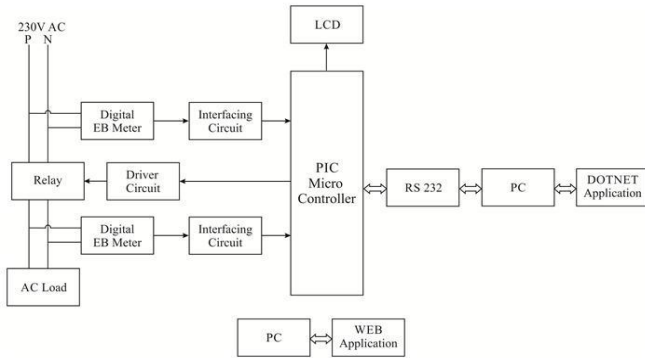 230V AC
P N
LCD
Digital
EB Meter
Interfacing
Circuit
PIC
Micro
Controller
Relay
Driver
Circuit
RS 232
PC
DOTNET
Application
Digital
EB Meter
Interfacing
Circuit
AC Load
PC
WEB
Application